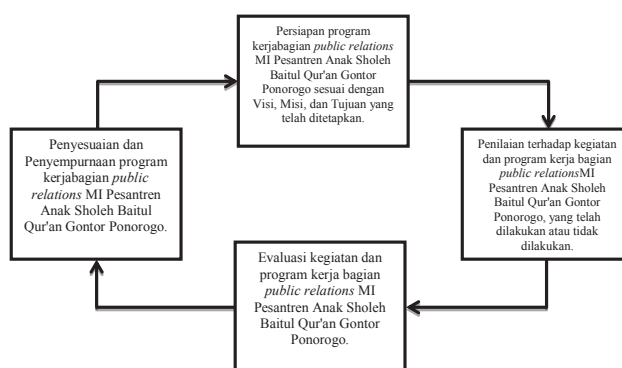 Persiapan program
kerjabagian public relations
MI Pesantren Anak Sholeh
Baitul Qur'an Gontor
Ponorogo sesuai dengan
Visi, Misi, dan Tujuan yang
telah ditetapkan.
Penilaian terhadap kegiatan
dan program kerja bagian
public relationsMI
Pesantren Anak Sholeh
Baitul Qur'an Gontor
Ponorogo, yang telah
dilakukan atau tidak
dilakukan.
Evaluasi kegiatan dan
program kerja bagian
public relations MI
Pesantren Anak Sholeh
Baitul Qur'an Gontor
Ponorogo.
Penyesuaian dan
Penyempurnaan program
kerjabagian public
relations MI Pesantren
Anak Sholeh Baitul
Qur'an Gontor Ponorogo.